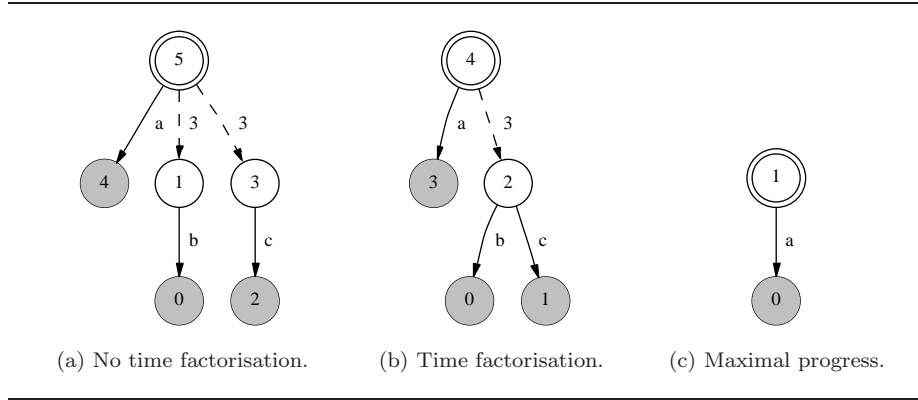 5
a 3 3
4 1 3
b c
0 2
(a) No time factorisation.
4
a 3
3 2
b c
0 1
(b) Time factorisation.
1
a
0
(c) Maximal progress.